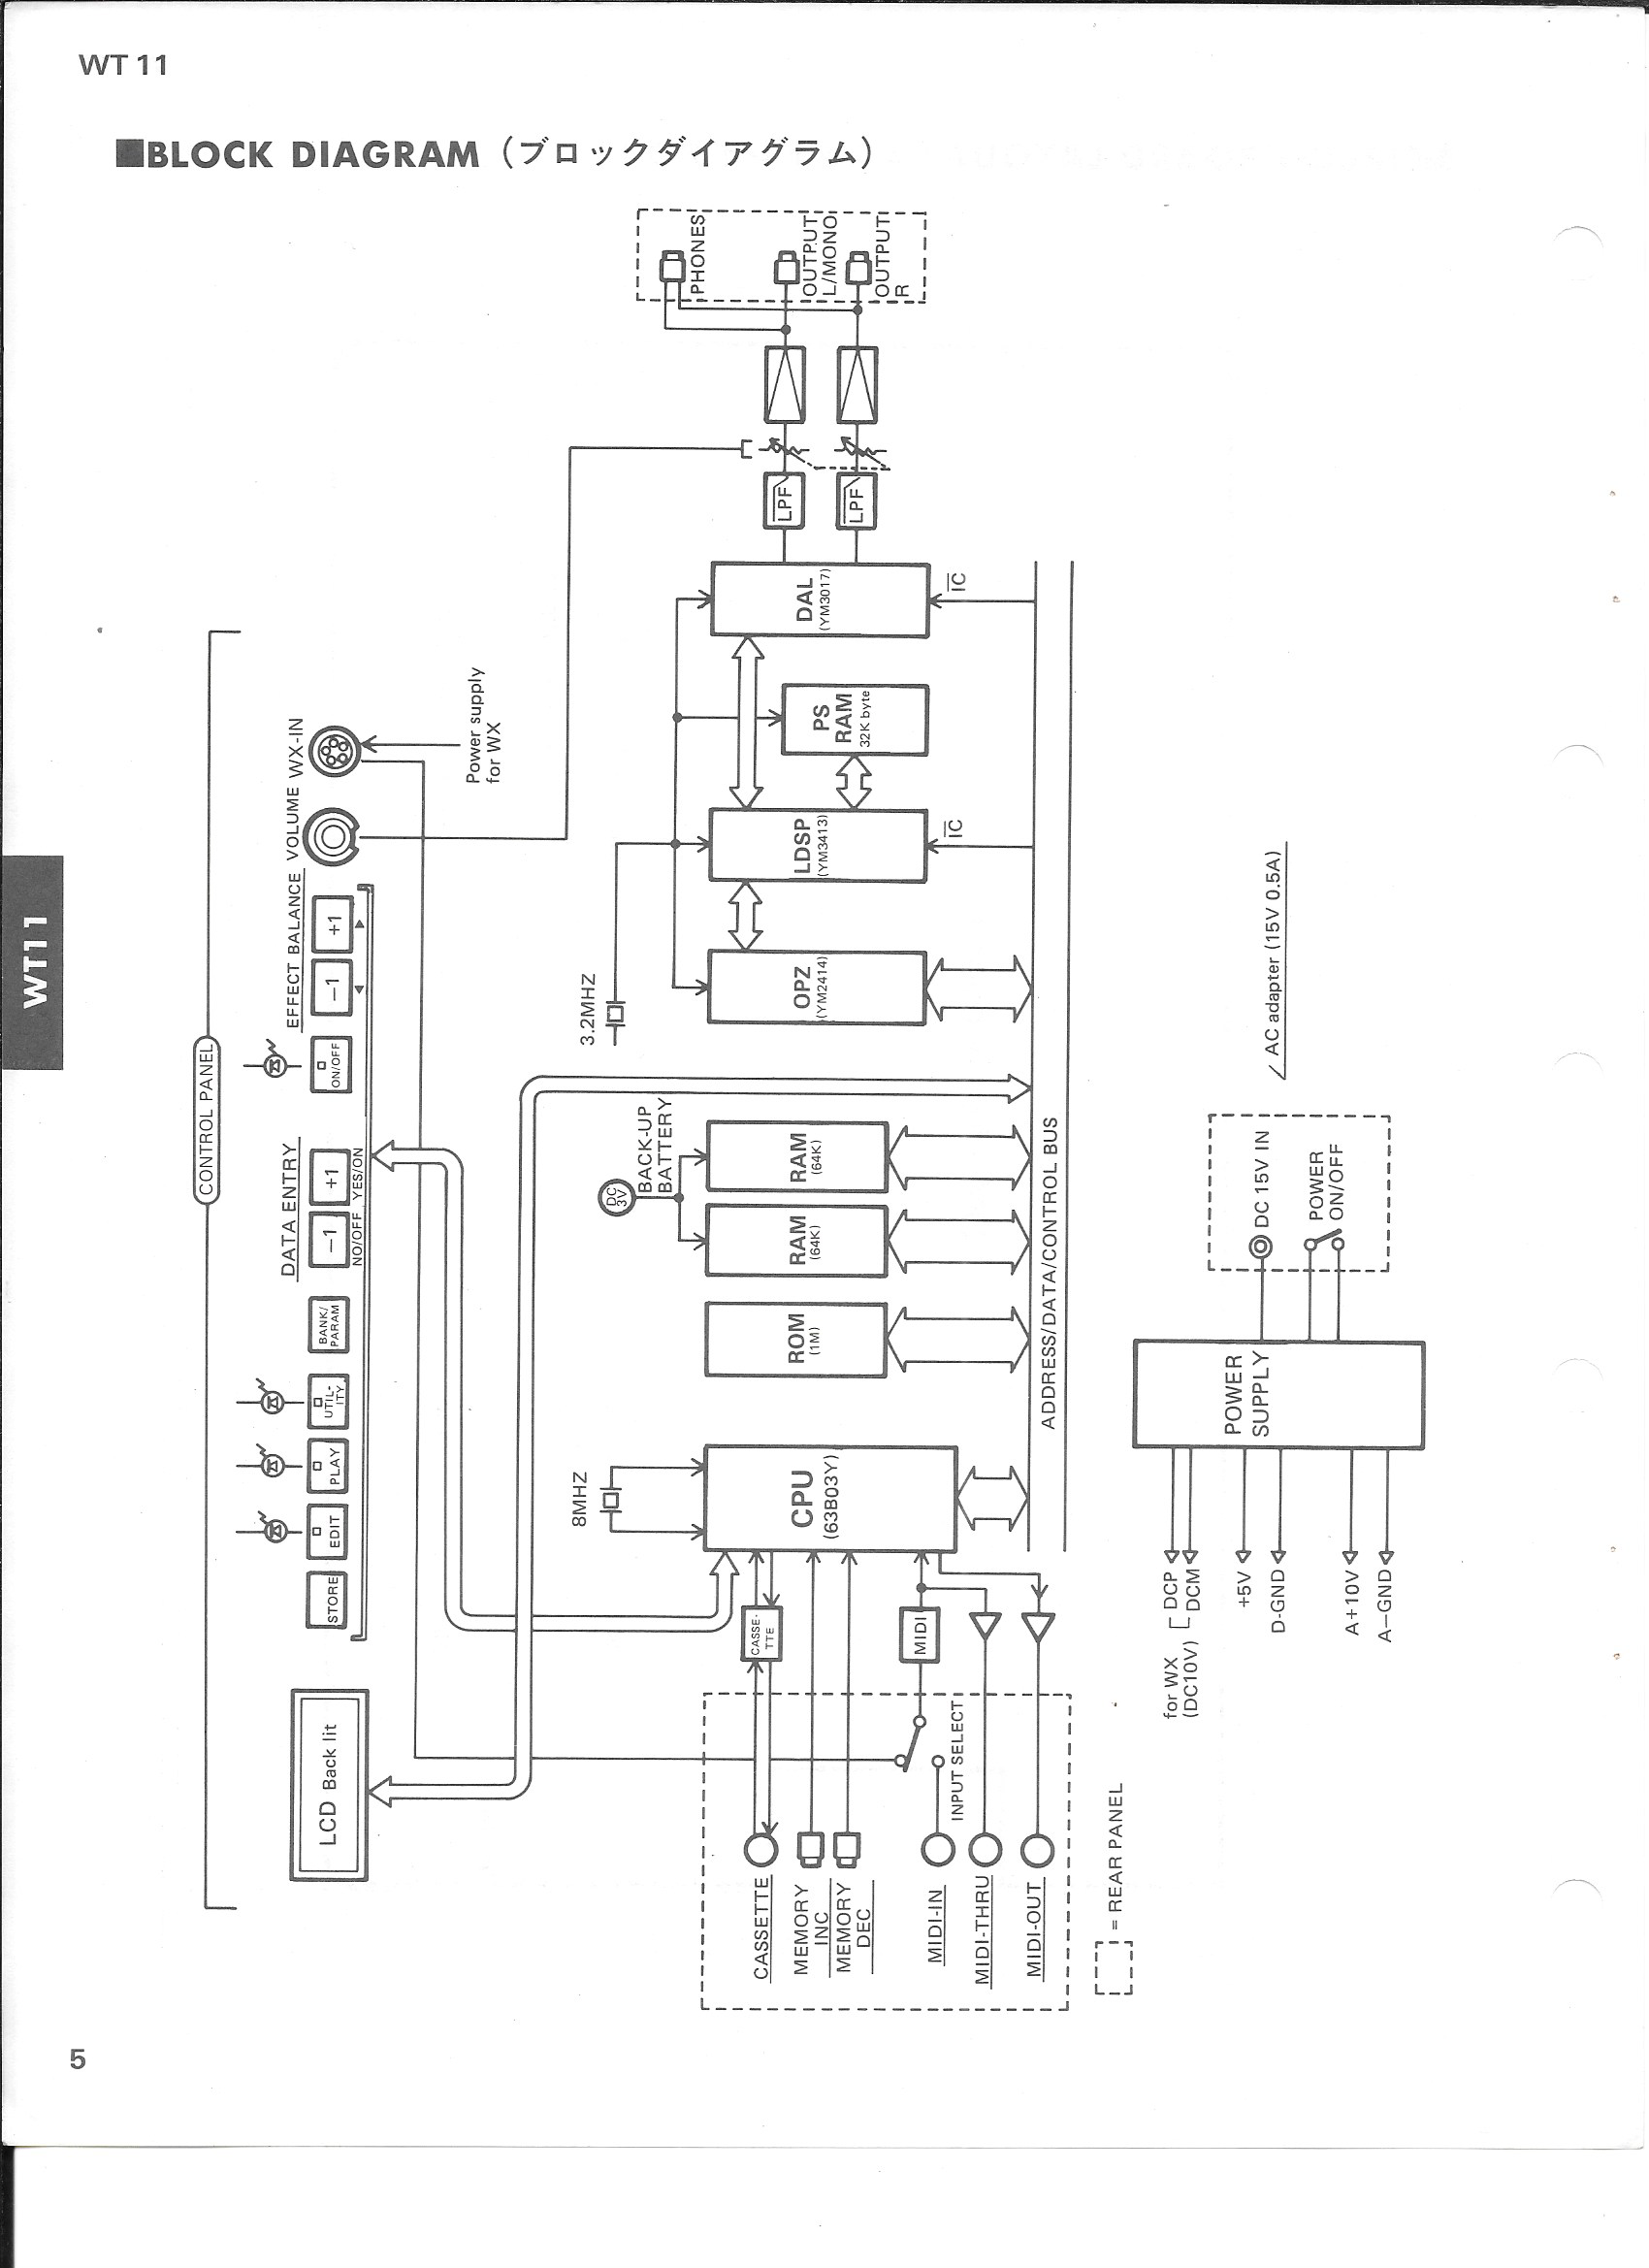 WT 11
■BLOCK DIAGRAM (ブロックダイアグラム)
WT11
CONTROL PANEL
LCD Back lit
STORE
EDIT
PLAY
UTIL-
ITY
BANK/
PARAM
DATA ENTRY
−1
+1
NO/OFF YES/ON
ON/OFF
EFFECT BALANCE
−1
+1
VOLUME
WX-IN
Power supply
for WX
8MHZ
BACK-UP
BATTERY
DC
3V
3.2MHZ
CPU
(63B03Y)
ROM
(1M)
RAM
(64K)
RAM
(64K)
OPZ
(YM2414)
LDSP
(YM3413)
PS
RAM
32K byte
DAL
(YM3017)
IC
IC
LPF
LPF
PHONES
OUTPUT
L/MONO
OUTPUT
R
CASSE-
TTE
MIDI
CASSETTE
MEMORY
INC
MEMORY
DEC
MIDI-IN
MIDI-THRU
MIDI-OUT
INPUT SELECT
ADDRESS/DATA/CONTROL BUS
= REAR PANEL
for WX
(DC10V)
DCP
DCM
+5V
D-GND
A+10V
A−GND
POWER
SUPPLY
DC 15V IN
POWER
ON/OFF
AC adapter (15V 0.5A)
5